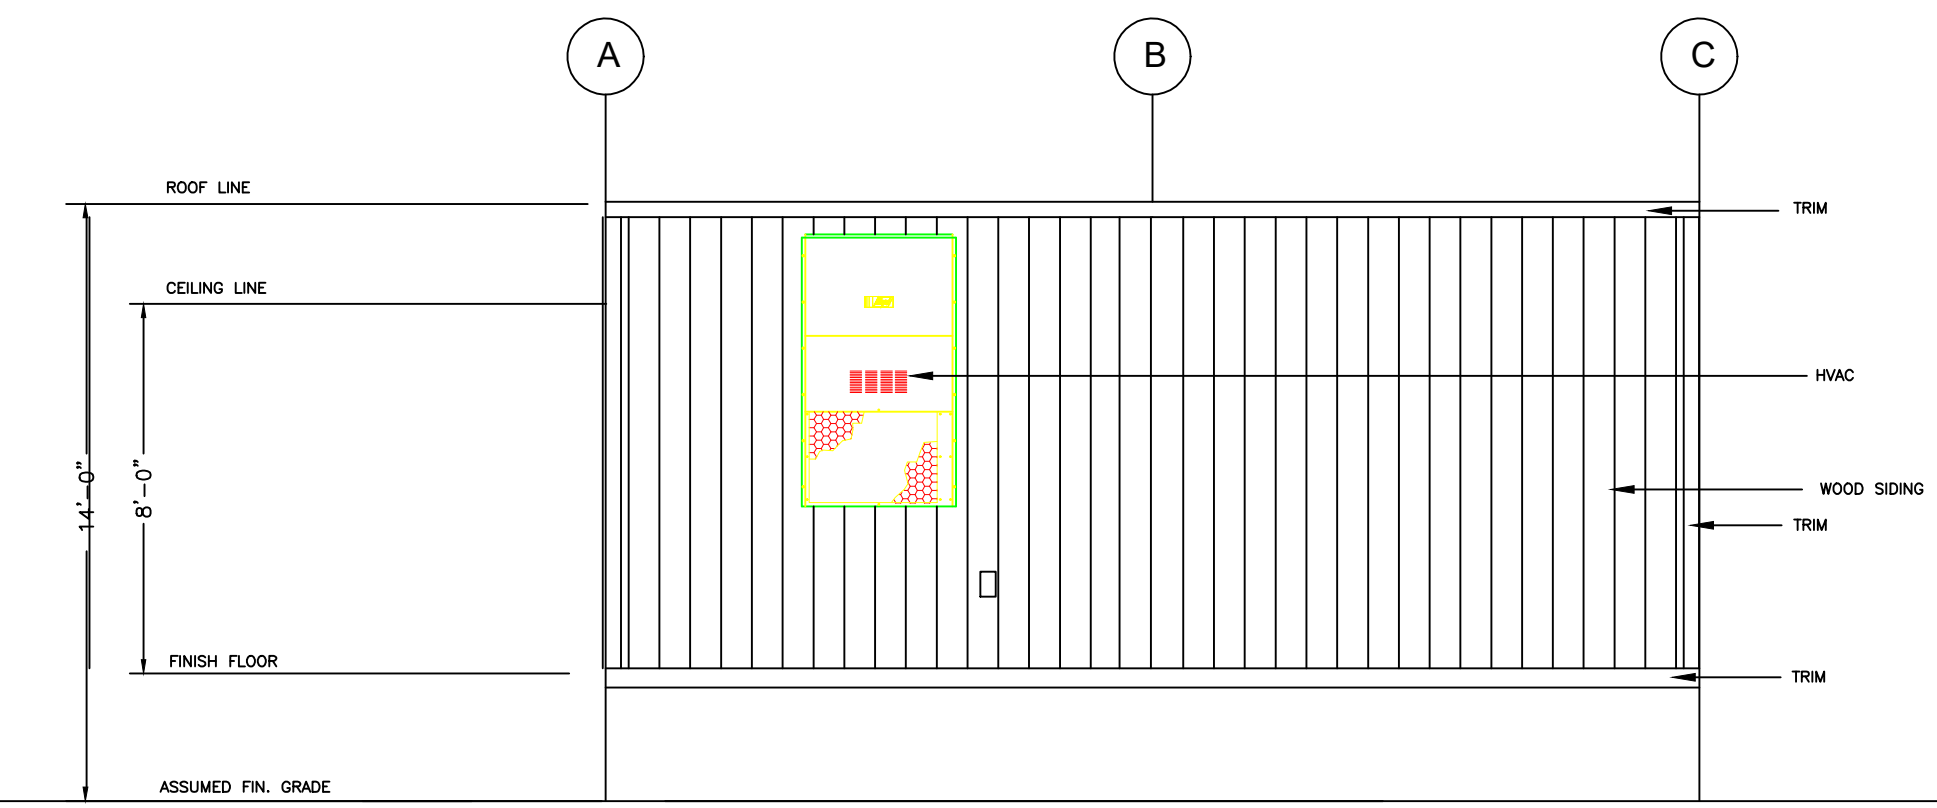 A
B
C
ROOF LINE
TRIM
CEILING LINE
HVAC
14'-0"
8'-0"
WOOD SIDING
TRIM
FINISH FLOOR
TRIM
ASSUMED FIN. GRADE